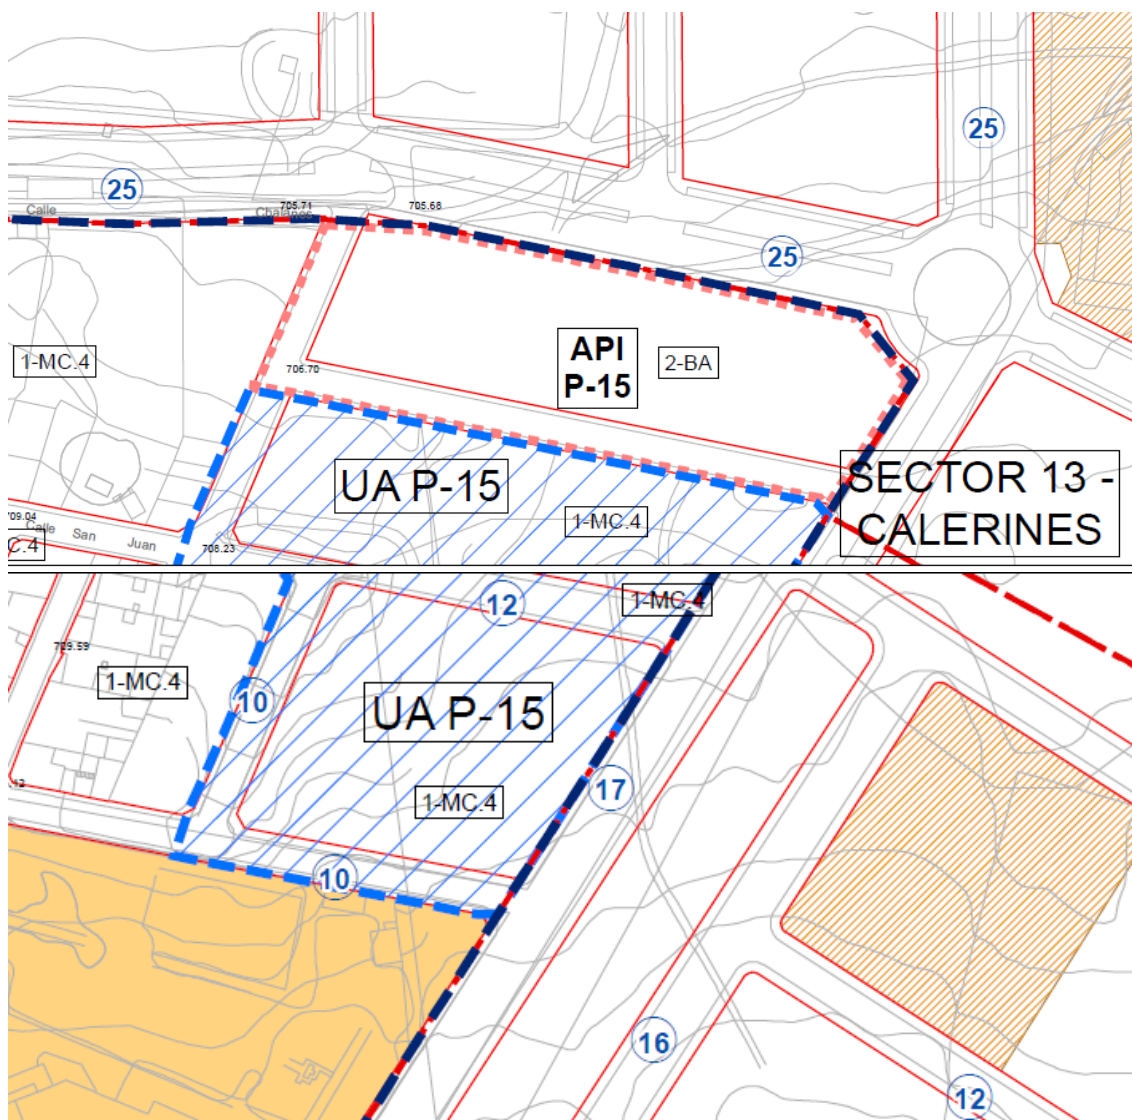 25
25
Calle
Chalanes
705.71
705.68
25
API
P-15
2-BA
1-MC.4
706.70
UA P-15
1-MC.4
SECTOR 13 -
CALERINES
709.04
Calle San Juan
C.4
708.23
12
1-MC.4
709.59
1-MC.4
10
UA P-15
17
1-MC.4
10
16
12